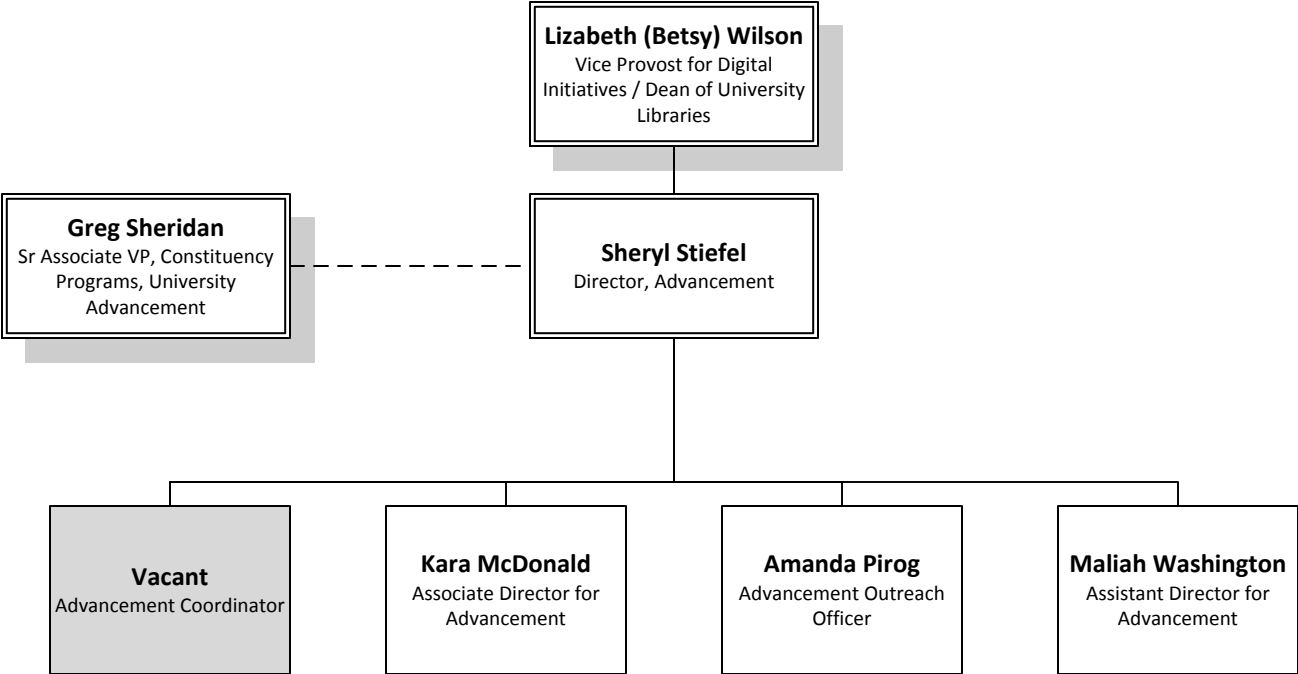 Lizabeth (Betsy) Wilson
Vice Provost for Digital
Initiatives / Dean of University
Libraries
Greg Sheridan
Sr Associate VP, Constituency
Programs, University
Advancement
Sheryl Stiefel
Director, Advancement
Vacant
Advancement Coordinator
Kara McDonald
Associate Director for
Advancement
Amanda Pirog
Advancement Outreach
Officer
Maliah Washington
Assistant Director for
Advancement